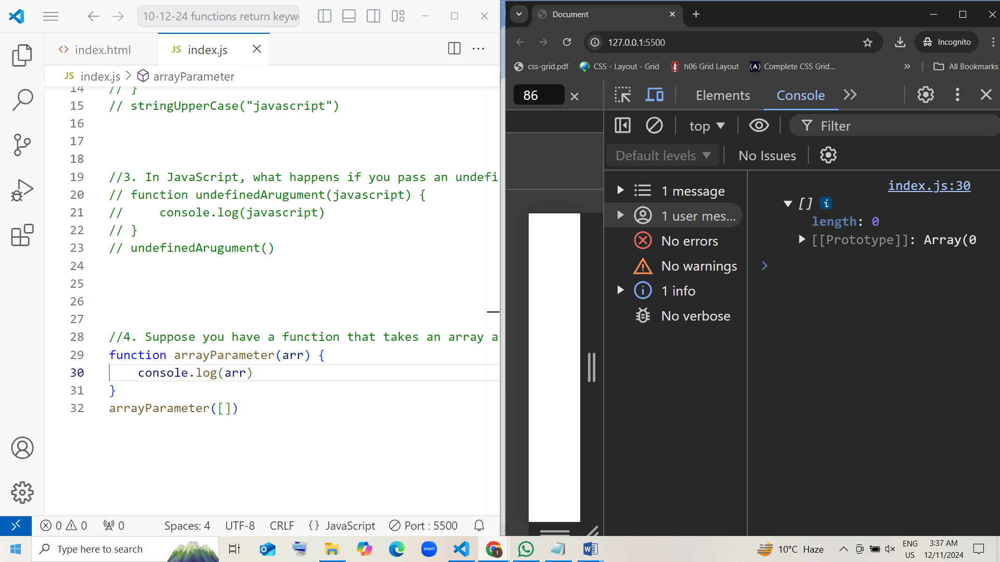 10-12-24 functions return keyw
index.html
JS index.js
JS index.js > arrayParameter
14 // }
15 // stringUpperCase("javascript")
16
17
18
19 //3. In JavaScript, what happens if you pass an undefi
20 // function undefinedArugument(javascript) {
21 //     console.log(javascript)
22 // }
23 // undefinedArugument()
24
25
26
27
28 //4. Suppose you have a function that takes an array a
29 function arrayParameter(arr) {
30     console.log(arr)
31 }
32 arrayParameter([])
0 0 0 Spaces: 4 UTF-8 CRLF {} JavaScript Port : 5500
Document
127.0.0.1:5500
Incognito
css-grid.pdf CSS - Layout - Grid h06 Grid Layout Complete CSS Grid... » All Bookmarks
86 ×
Elements Console
top Filter
Default levels No Issues
1 message
1 user mes...
No errors
No warnings
1 info
No verbose
index.js:30
[] i
length: 0
[[Prototype]]: Array(0
Type here to search
zoom
10°C Haze
ENG
US
3:37 AM
12/11/2024